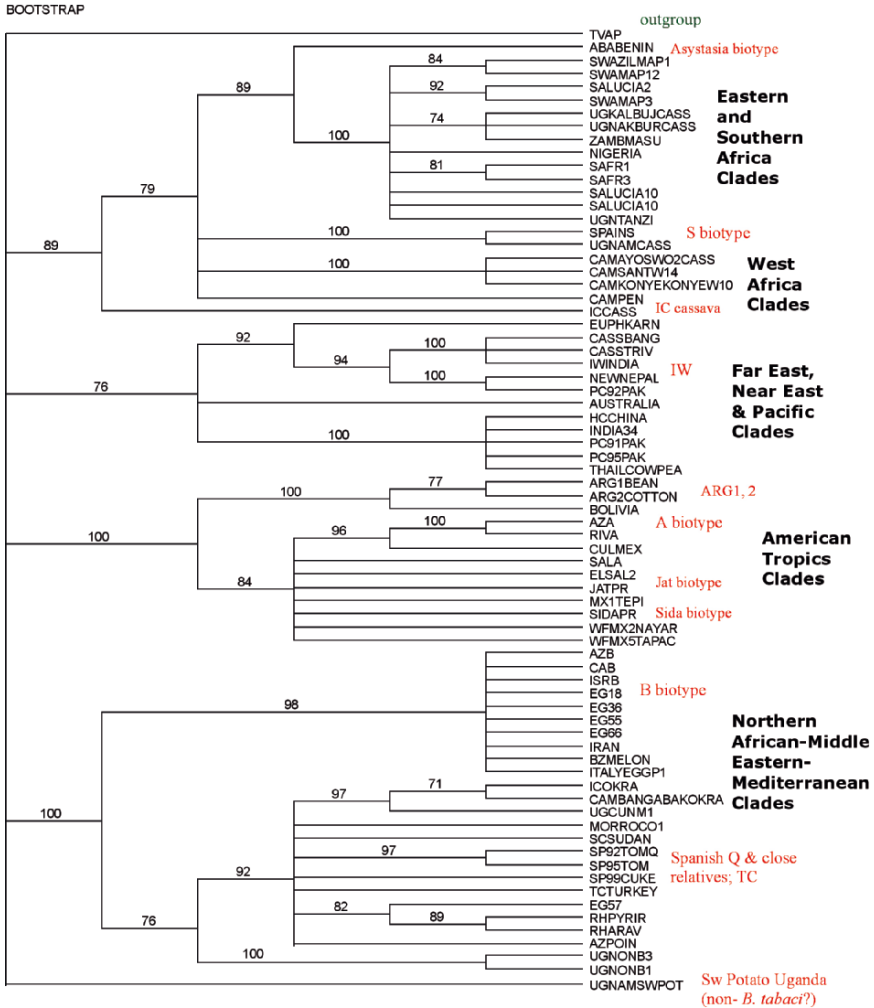 BOOTSTRAP
outgroup
TVAP
ABABENIN Asystasia biotype
84 SWAZILMAP1
SWAMAP12
89 92 SALUCIA2
SWAMAP3 Eastern
74 UGKALBUJCASS and
UGNAKBURCASS Southern
100 ZAMBMASU Africa
NIGERIA Clades
81 SAFR1
SAFR3
79 SALUCIA10
SALUCIA10
UGNTANZI
100 SPAINS S biotype
UGNAMCASS
89 CAMAYOSWO2CASS West
100 CAMSANTW14 Africa
CAMKONYEKONYEW10 Clades
CAMPEN
ICCASS IC cassava
EUPHKARN
92 CASSBANG
100 CASSTRIV
94 IWINDIA IW
100 NEWNEPAL Far East,
76 PC92PAK Near East
AUSTRALIA & Pacific
HCCHINA Clades
INDIA34
100 PC91PAK
PC95PAK
THAILCOWPEA
77 ARG1BEAN
100 ARG2COTTON ARG1, 2
BOLIVIA
100 AZA A biotype
96 RIVA American
100 CULMEX Tropics
SALA Clades
ELSAL2
84 JATPR Jat biotype
MX1TEPI
SIDAPR Sida biotype
WFMX2NAYAR
WFMX5TAPAC
AZB
CAB
ISRB
EG18 B biotype
98 EG36
EG55 Northern
EG66 African-Middle
IRAN Eastern-
BZMELON Mediterranean
ITALYEGGP1 Clades
71 ICOKRA
97 CAMBANGABAKOKRA
100 UGCUNM1
MORROCO1
SCSUDAN
97 SP92TOMQ
SP95TOM Spanish Q & close
92 SP99CUKE relatives; TC
TCTURKEY
82 EG57
89 RHPYRIR
76 RHARAV
AZPOIN
100 UGNONB3
UGNONB1
UGNAMSWPOT Sw Potato Uganda
(non- B. tabaci?)